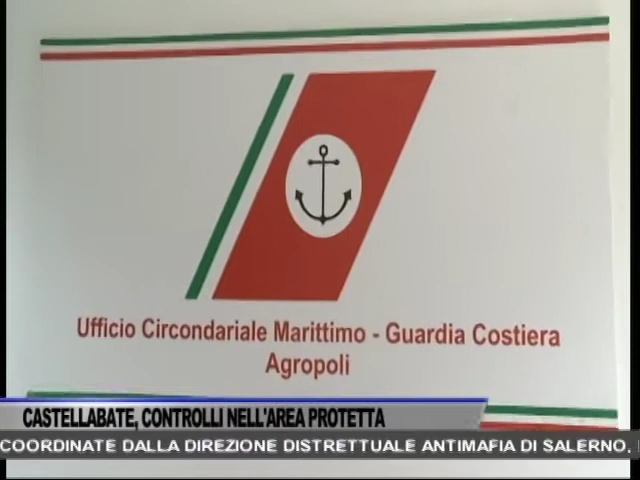 Ufficio Circondariale Marittimo - Guardia Costiera
Agropoli
CASTELLABATE, CONTROLLI NELL'AREA PROTETTA
COORDINATE DALLA DIREZIONE DISTRETTUALE ANTIMAFIA DI SALERNO.